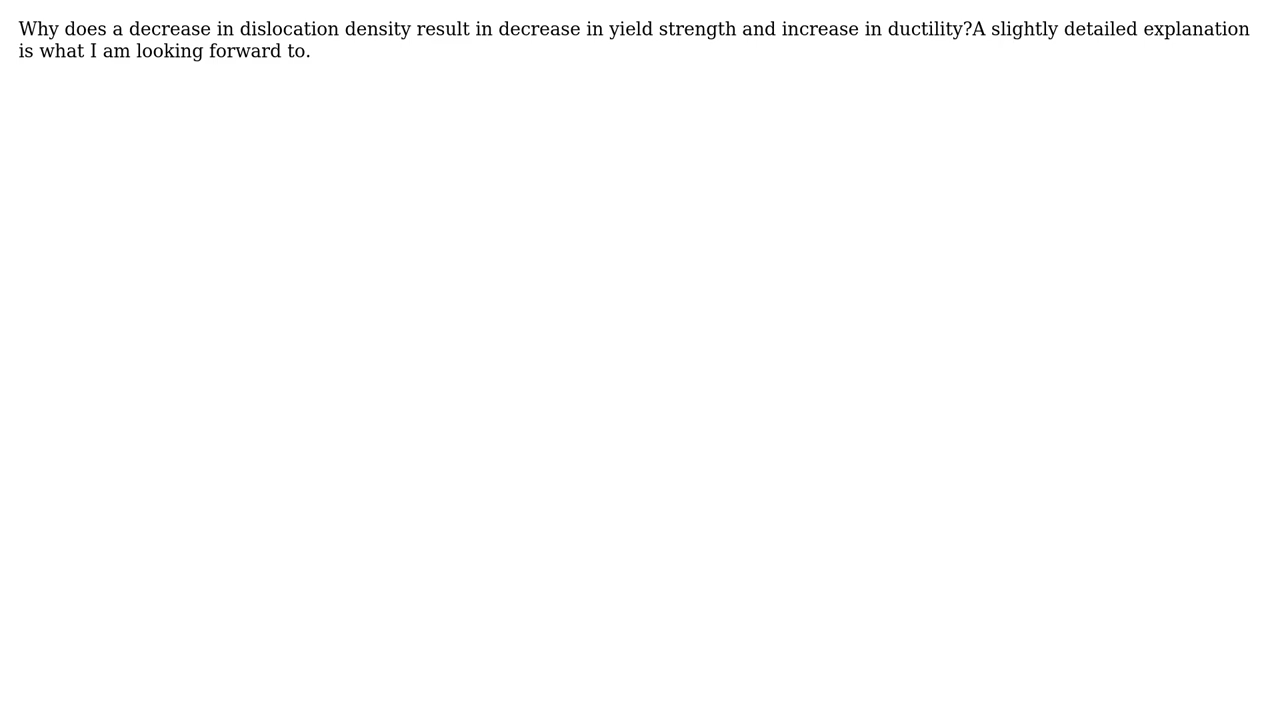 Why does a decrease in dislocation density result in decrease in yield strength and increase in ductility?A slightly detailed explanation
is what I am looking forward to.